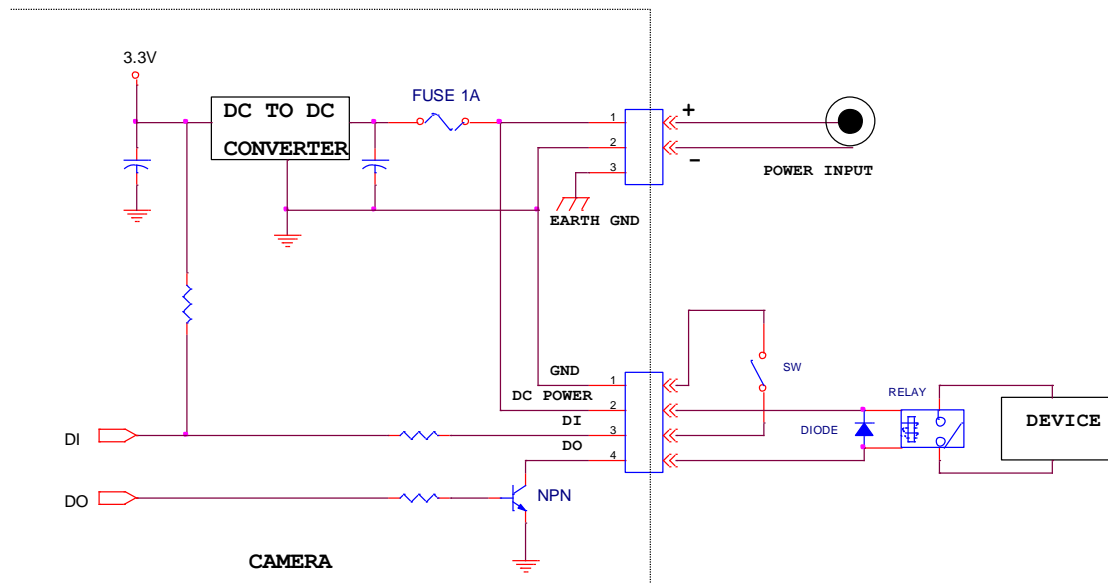 3.3V
FUSE 1A
DC TO DC
CONVERTER
+
1
2
3
-
POWER INPUT
EARTH GND
GND
DC POWER
DI
DO
1
2
3
4
SW
RELAY
DIODE
DEVICE
DI
DO
NPN
CAMERA